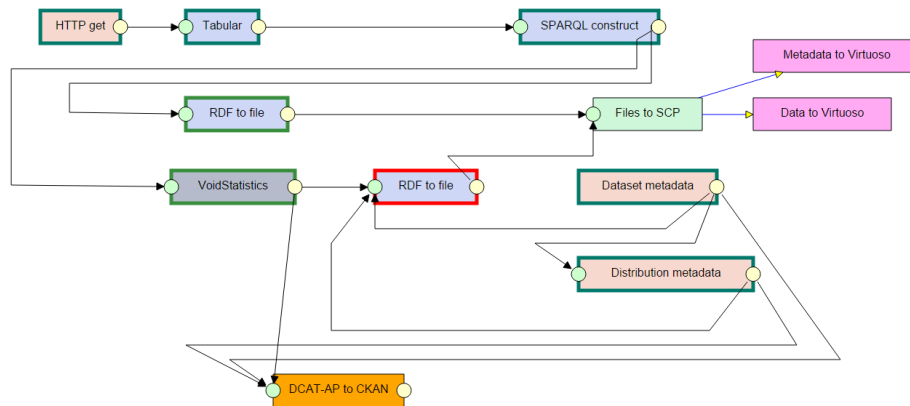 HTTP get
Tabular
SPARQL construct
Metadata to Virtuoso
RDF to file
Files to SCP
Data to Virtuoso
VoidStatistics
RDF to file
Dataset metadata
Distribution metadata
DCAT-AP to CKAN